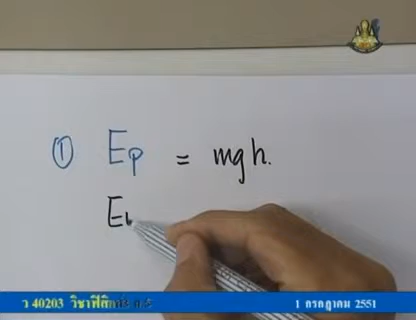 ① Ep = mgh.
E
ว 40203 วิชาฟิสิกส์ 1 กรกฎาคม 2551